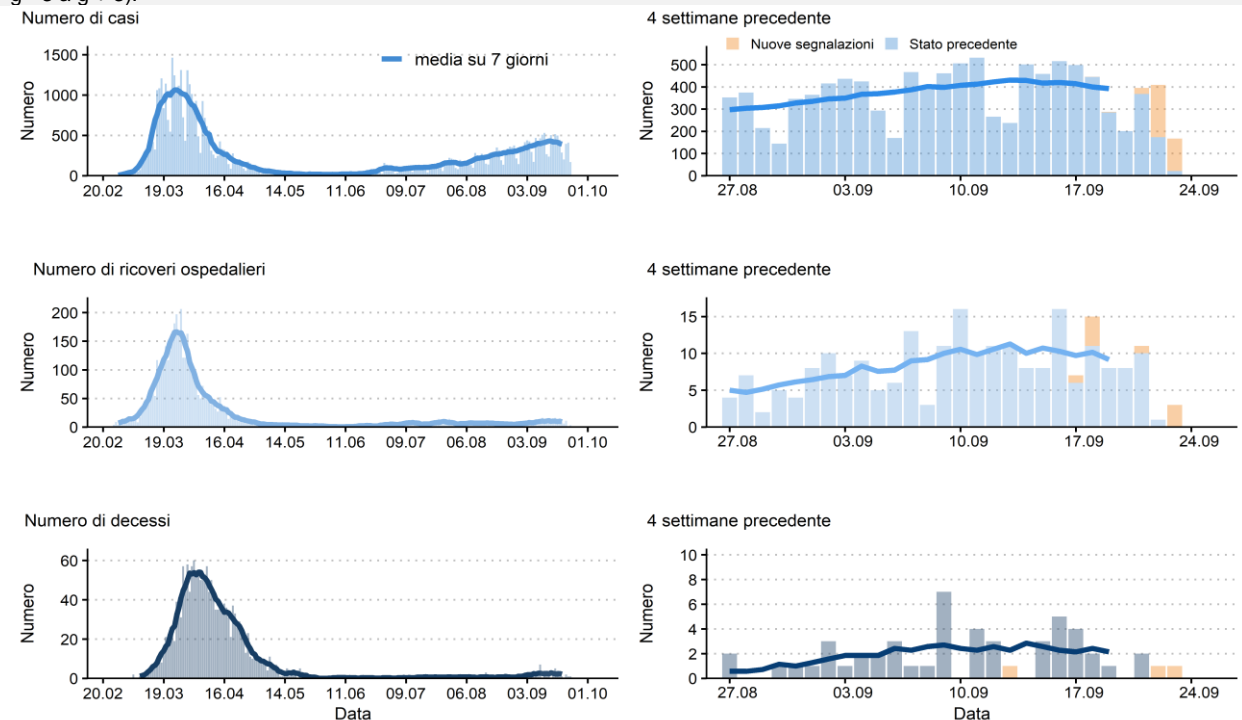 Numero di casi
4 settimane precedente
media su 7 giorni
Nuove segnalazioni
Stato precedente
Numero
1500
1000
500
0
20.02 19.03 16.04 14.05 11.06 09.07 06.08 03.09 01.10
Numero
500
400
300
200
100
0
27.08 03.09 10.09 17.09 24.09
Numero di ricoveri ospedalieri
4 settimane precedente
Numero
200
150
100
50
0
20.02 19.03 16.04 14.05 11.06 09.07 06.08 03.09 01.10
Numero
15
10
5
0
27.08 03.09 10.09 17.09 24.09
Numero di decessi
4 settimane precedente
Numero
60
40
20
0
20.02 19.03 16.04 14.05 11.06 09.07 06.08 03.09 01.10
Data
Numero
10
8
6
4
2
0
27.08 03.09 10.09 17.09 24.09
Data